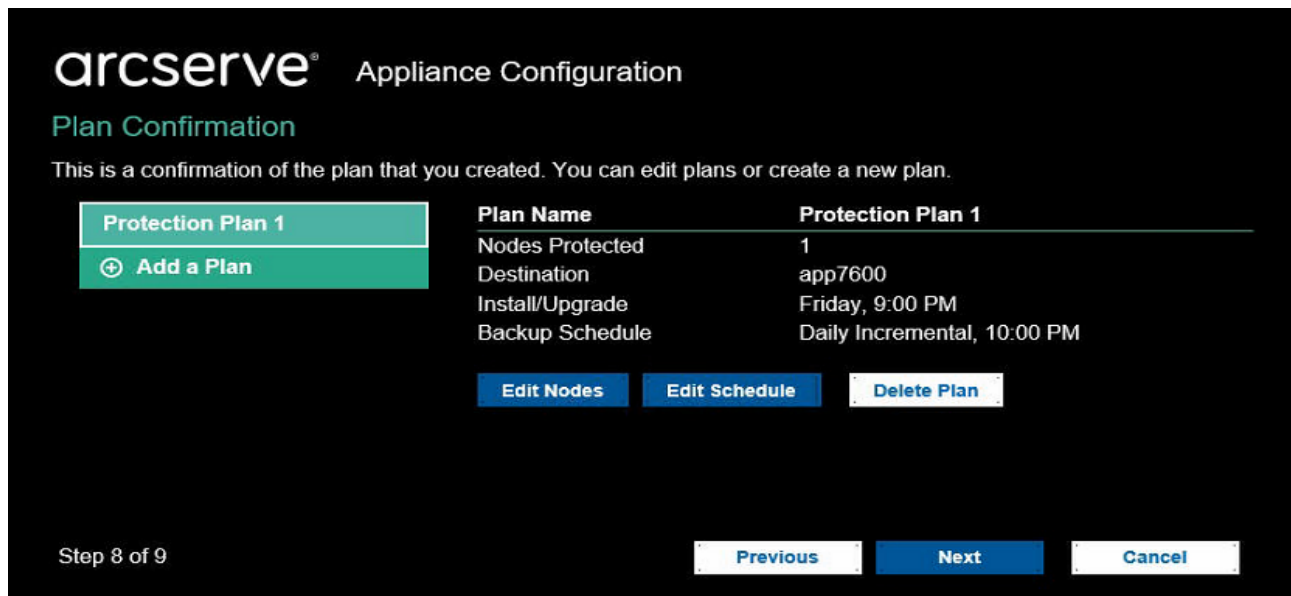 arcserve® Appliance Configuration
Plan Confirmation
This is a confirmation of the plan that you created. You can edit plans or create a new plan.
Protection Plan 1
Add a Plan
Plan Name Protection Plan 1
Nodes Protected 1
Destination app7600
Install/Upgrade Friday, 9:00 PM
Backup Schedule Daily Incremental, 10:00 PM
Edit Nodes Edit Schedule Delete Plan
Step 8 of 9 Previous Next Cancel